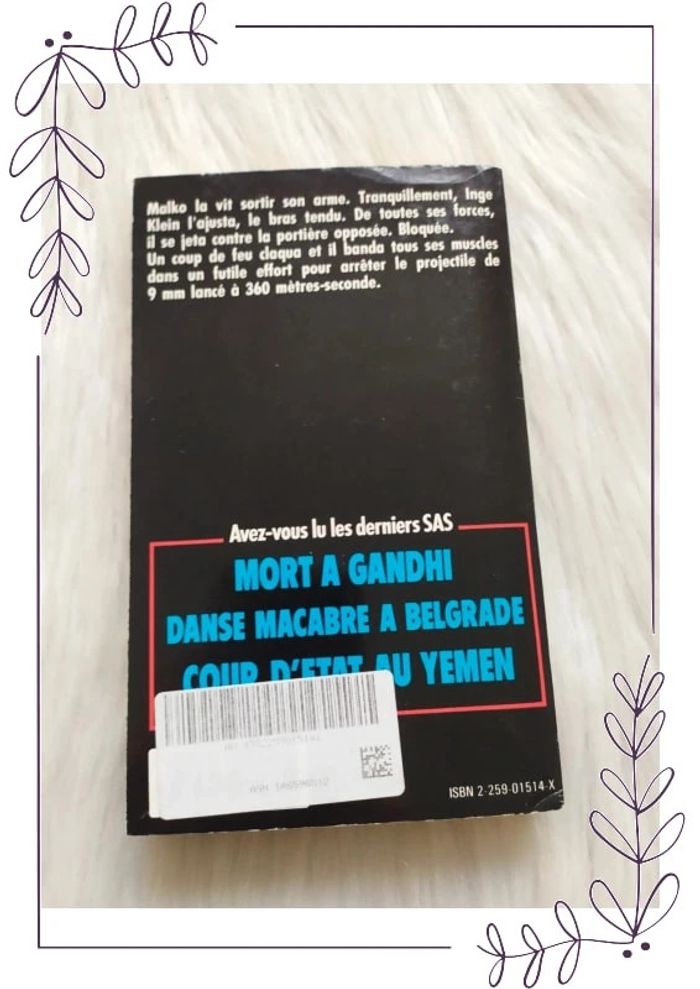 Malko la vit sortir son arme. Tranquillement, Inge
Klein l'ajusta, le bras tendu. De toutes ses forces,
il se jeta contre la portière opposée. Bloquée.
Un coup de feu claqua et il banda tous ses muscles
dans un futile effort pour arrêter le projectile de
9 mm lancé à 360 mètres-seconde.
Avez-vous lu les derniers SAS
MORT A GANDHI
DANSE MACABRE A BELGRADE
COUP D'ETAT AU YEMEN
ISBN 2-259-01514-X